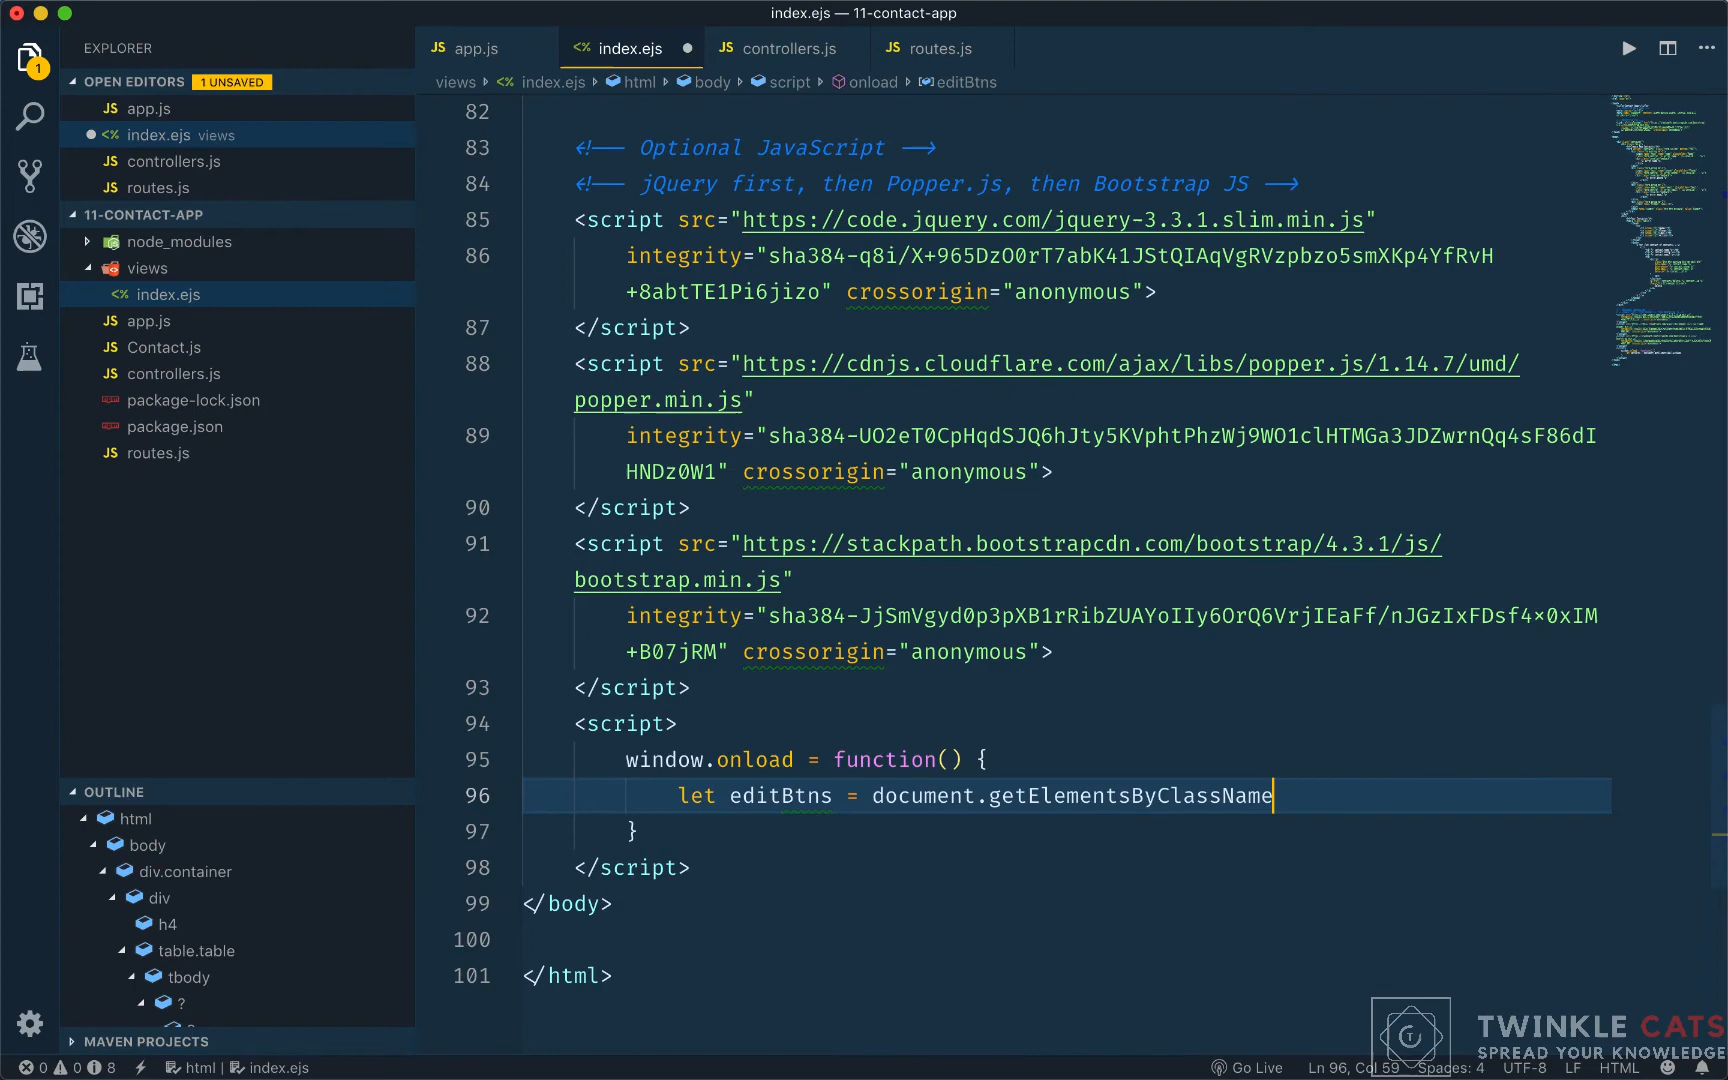 index.ejs — 11-contact-app
EXPLORER
OPEN EDITORS 1 UNSAVED
JS app.js
<% index.ejs views
JS controllers.js
JS routes.js
11-CONTACT-APP
node_modules
views
<% index.ejs
JS app.js
JS Contact.js
JS controllers.js
package-lock.json
package.json
JS routes.js
OUTLINE
html
body
div.container
div
h4
table.table
tbody
?
MAVEN PROJECTS
1
JS app.js <% index.ejs JS controllers.js JS routes.js
views <% index.ejs html body script onload editBtns
82
83 <!-- Optional JavaScript -->
84 <!-- jQuery first, then Popper.js, then Bootstrap JS -->
85 <script src="https://code.jquery.com/jquery-3.3.1.slim.min.js"
86 integrity="sha384-q8i/X+965DzO0rT7abK41JStQIAqVgRVzpbzo5smXKp4YfRvH
+8abtTE1Pi6jizo" crossorigin="anonymous">
87 </script>
88 <script src="https://cdnjs.cloudflare.com/ajax/libs/popper.js/1.14.7/umd/
popper.min.js"
89 integrity="sha384-UO2eT0CpHqdSJQ6hJty5KVphtPhzWj9WO1clHTMGa3JDZwrnQq4sF86dI
HNDz0W1" crossorigin="anonymous">
90 </script>
91 <script src="https://stackpath.bootstrapcdn.com/bootstrap/4.3.1/js/
bootstrap.min.js"
92 integrity="sha384-JjSmVgyd0p3pXB1rRibZUAYoIIy6OrQ6VrjIEaFf/nJGzIxFDsf4x0xIM
+B07jRM" crossorigin="anonymous">
93 </script>
94 <script>
95 window.onload = function() {
96 let editBtns = document.getElementsByClassName
97 }
98 </script>
99 </body>
100
101 </html>
TWINKLE CATS
SPREAD YOUR KNOWLEDGE
0 0 8 html index.ejs Go Live Ln 96, Col 59 Spaces: 4 UTF-8 LF HTML